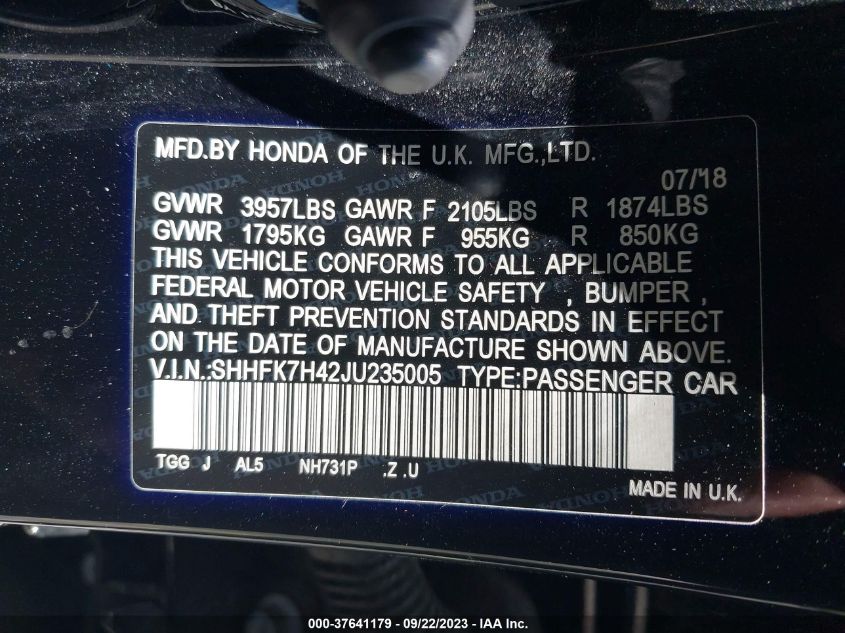 MFD.BY HONDA OF THE U.K. MFG.,LTD.
07/18
GVWR 3957LBS GAWR F 2105LBS R 1874LBS
GVWR 1795KG GAWR F 955KG R 850KG
THIS VEHICLE CONFORMS TO ALL APPLICABLE
FEDERAL MOTOR VEHICLE SAFETY , BUMPER ,
AND THEFT PREVENTION STANDARDS IN EFFECT
ON THE DATE OF MANUFACTURE SHOWN ABOVE.
V.I.N.:SHHFK7H42JU235005 TYPE:PASSENGER CAR
TGG J AL5 NH731P .Z .U
MADE IN U.K.
000-37641179 — 09/22/2023 — IAA Inc.